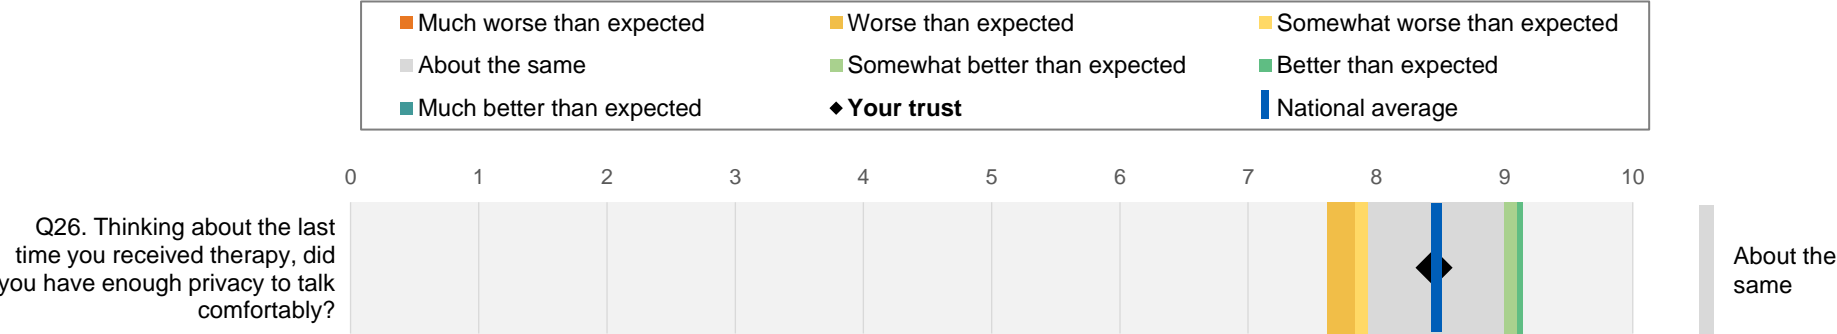 Much worse than expected
Worse than expected
Somewhat worse than expected
About the same
Somewhat better than expected
Better than expected
Much better than expected
Your trust
National average
0 1 2 3 4 5 6 7 8 9 10
Q26. Thinking about the last
time you received therapy, did
you have enough privacy to talk
comfortably?
About the
same